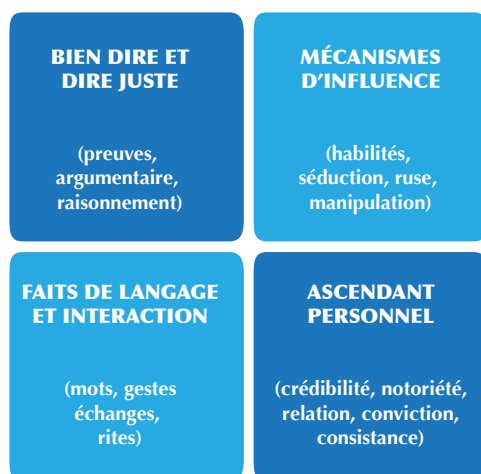 BIEN DIRE ET
DIRE JUSTE
(preuves,
argumentaire,
raisonnement)
MÉCANISMES
D’INFLUENCE
(habilités,
séduction, ruse,
manipulation)
FAITS DE LANGAGE
ET INTERACTION
(mots, gestes
échanges,
rites)
ASCENDANT
PERSONNEL
(crédibilité, notoriété,
relation, conviction,
consistance)